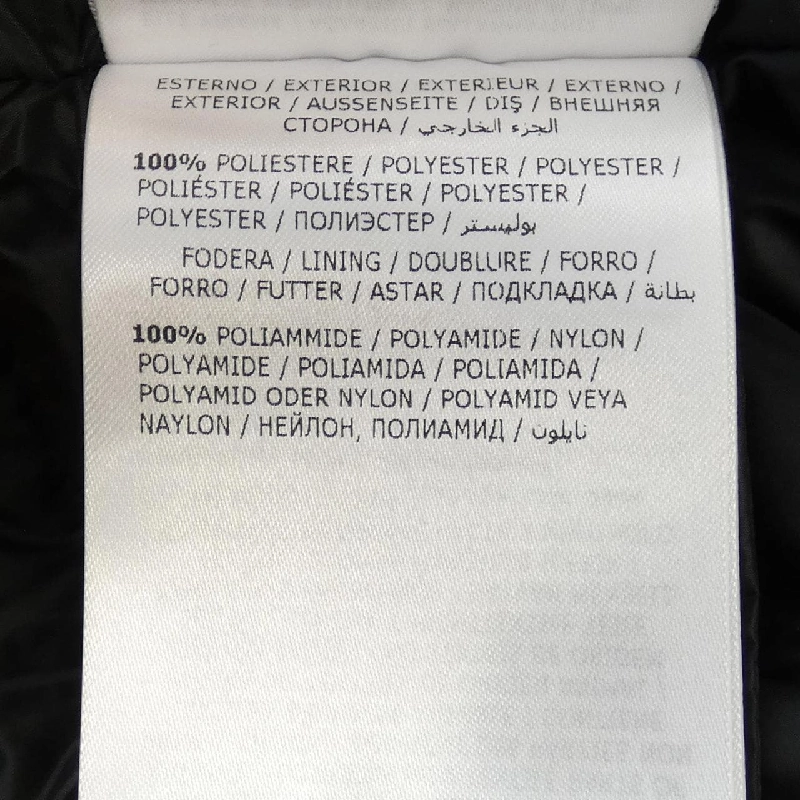 ESTERNO / EXTERIOR / EXTERIEUR / EXTERNO /
EXTERIOR / AUSSENSEITE / DIŞ / ВНЕШНЯЯ
СТОРОНА / الجزء الخارجي
100% POLIESTERE / POLYESTER / POLYESTER /
POLIÉSTER / POLIÉSTER / POLYESTER /
POLYESTER / ПОЛИЭСТЕР / بوليستر
FODERA / LINING / DOUBLURE / FORRO /
FORRO / FUTTER / ASTAR / ПОДКЛАДКА / بطانة
100% POLIAMMIDE / POLYAMIDE / NYLON /
POLYAMIDE / POLIAMIDA / POLIAMIDA /
POLYAMID ODER NYLON / POLYAMID VEYA
NAYLON / НЕЙЛОН, ПОЛИАМИД / نايلون